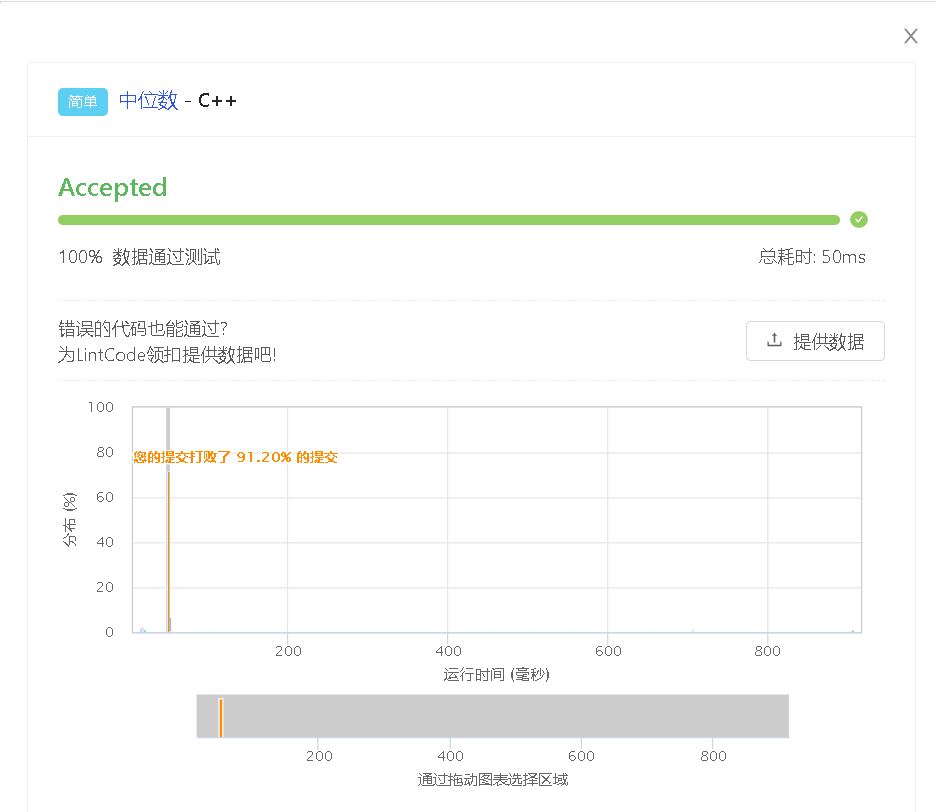 X
简单 中位数 - C++
Accepted
100% 数据通过测试
总耗时: 50ms
错误的代码也能通过?
为LintCode领扣提供数据吧!
提供数据
100
80
您的提交打败了 91.20% 的提交
60
分布 (%)
40
20
0
200 400 600 800
运行时间 (毫秒)
200 400 600 800
通过拖动图表选择区域